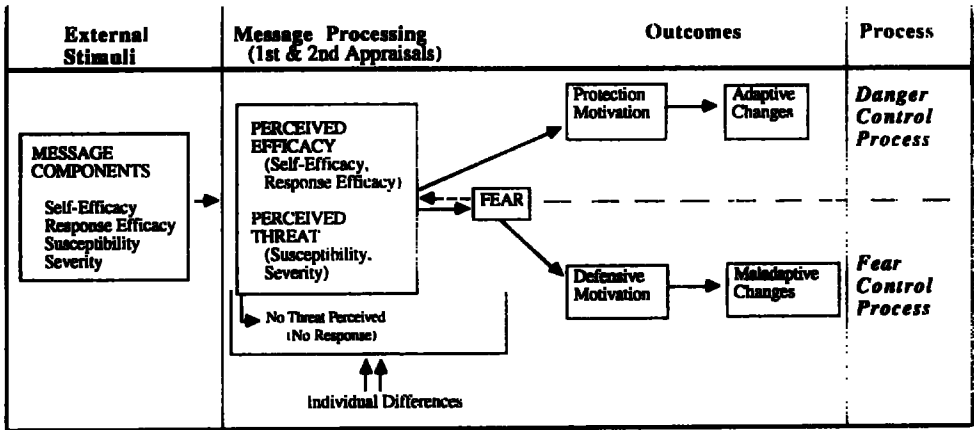 External
Stimuli
Message Processing
(1st & 2nd Appraisals)
Outcomes
Process
MESSAGE
COMPONENTS
Self-Efficacy
Response Efficacy
Susceptibility
Severity
PERCEIVED
EFFICACY
(Self-Efficacy,
Response Efficacy)
PERCEIVED
THREAT
(Susceptibility,
Severity)
No Threat Perceived
(No Response)
Individual Differences
FEAR
Protection
Motivation
Adaptive
Changes
Defensive
Motivation
Maladaptive
Changes
Danger
Control
Process
Fear
Control
Process